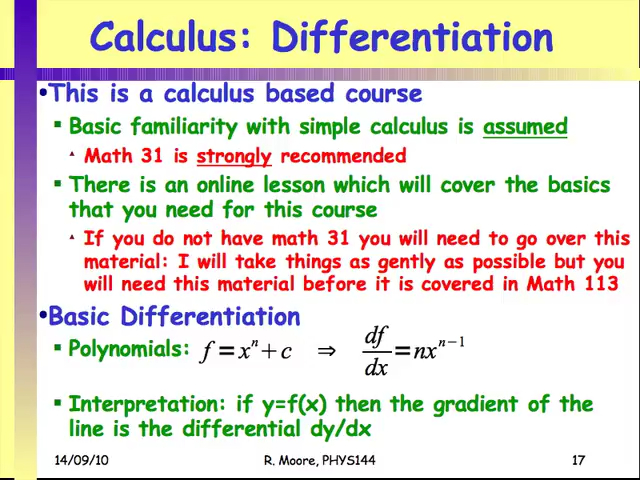 Calculus: Differentiation
•This is a calculus based course
▪ Basic familiarity with simple calculus is assumed
▴ Math 31 is strongly recommended
▪ There is an online lesson which will cover the basics
that you need for this course
▴ If you do not have math 31 you will need to go over this
material: I will take things as gently as possible but you
will need this material before it is covered in Math 113
•Basic Differentiation
▪ Polynomials: f = xⁿ + c ⇒ df/dx = nxⁿ⁻¹
▪ Interpretation: if y=f(x) then the gradient of the
line is the differential dy/dx
14/09/10 R. Moore, PHYS144 17